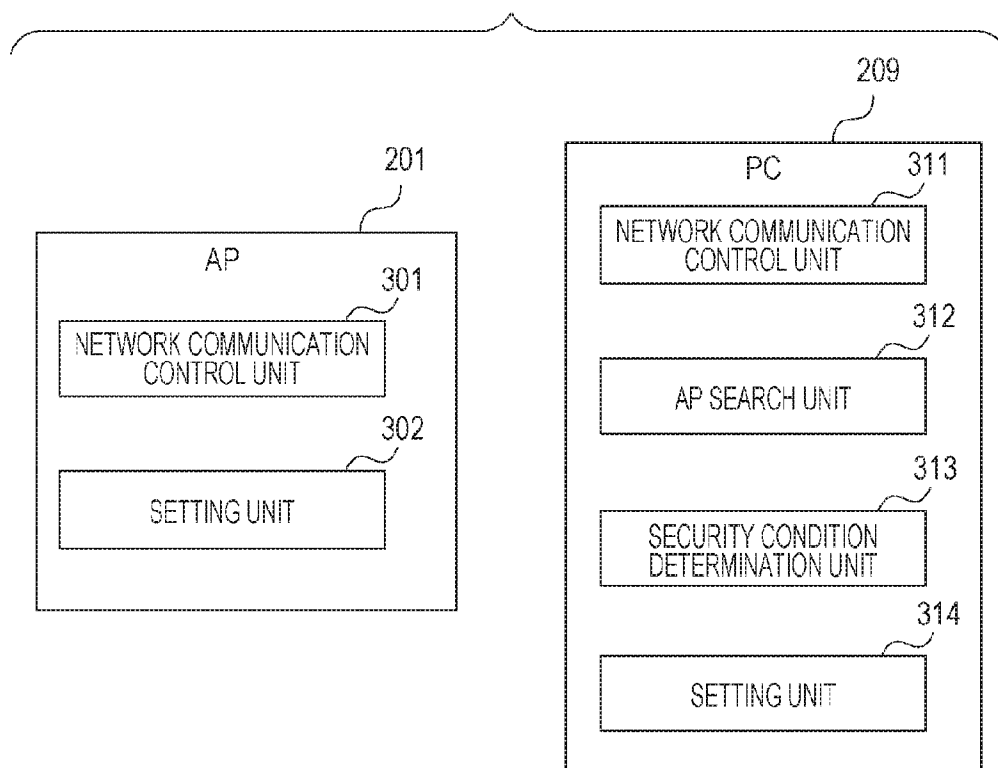 201
AP
301
NETWORK COMMUNICATION
CONTROL UNIT
302
SETTING UNIT
209
PC
311
NETWORK COMMUNICATION
CONTROL UNIT
312
AP SEARCH UNIT
313
SECURITY CONDITION
DETERMINATION UNIT
314
SETTING UNIT